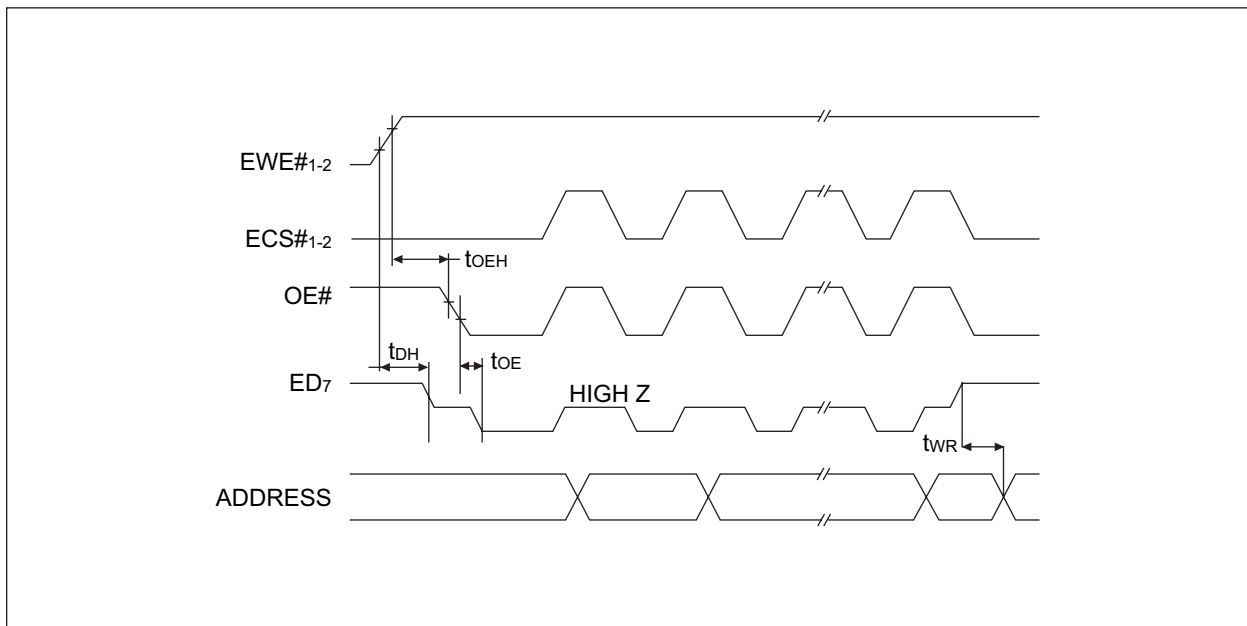 EWE#1-2
ECS#1-2
tOEH
OE#
tDH
tOE
ED7
HIGH Z
tWR
ADDRESS